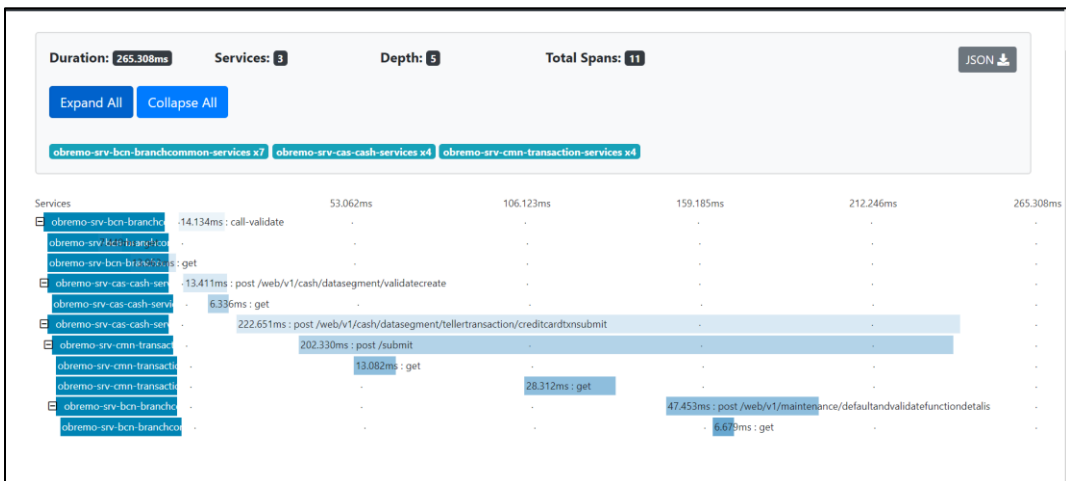 Duration: 265.308ms Services: 3 Depth: 5 Total Spans: 11 JSON
Expand All Collapse All
obremo-srv-bcn-branchcommon-services x7 obremo-srv-cas-cash-services x4 obremo-srv-cmn-transaction-services x4
Services 53.062ms 106.123ms 159.185ms 212.246ms 265.308ms
obremo-srv-bcn-branchco 14.134ms : call-validate
obremo-srv-bcn-branchcor
obremo-srv-bcn-branchcor : get
obremo-srv-cas-cash-serv 13.411ms : post /web/v1/cash/datasegment/validatecreate
obremo-srv-cas-cash-servi 6.336ms : get
obremo-srv-cas-cash-serv 222.651ms : post /web/v1/cash/datasegment/tellertransaction/creditcardtxnsubmit
obremo-srv-cmn-transact 202.330ms : post /submit
obremo-srv-cmn-transactic 13.082ms : get
obremo-srv-cmn-transactic 28.312ms : get
obremo-srv-bcn-branchco 47.453ms : post /web/v1/maintenance/defaultandvalidatefunctiondetalis
obremo-srv-bcn-branchcor 6.679ms : get